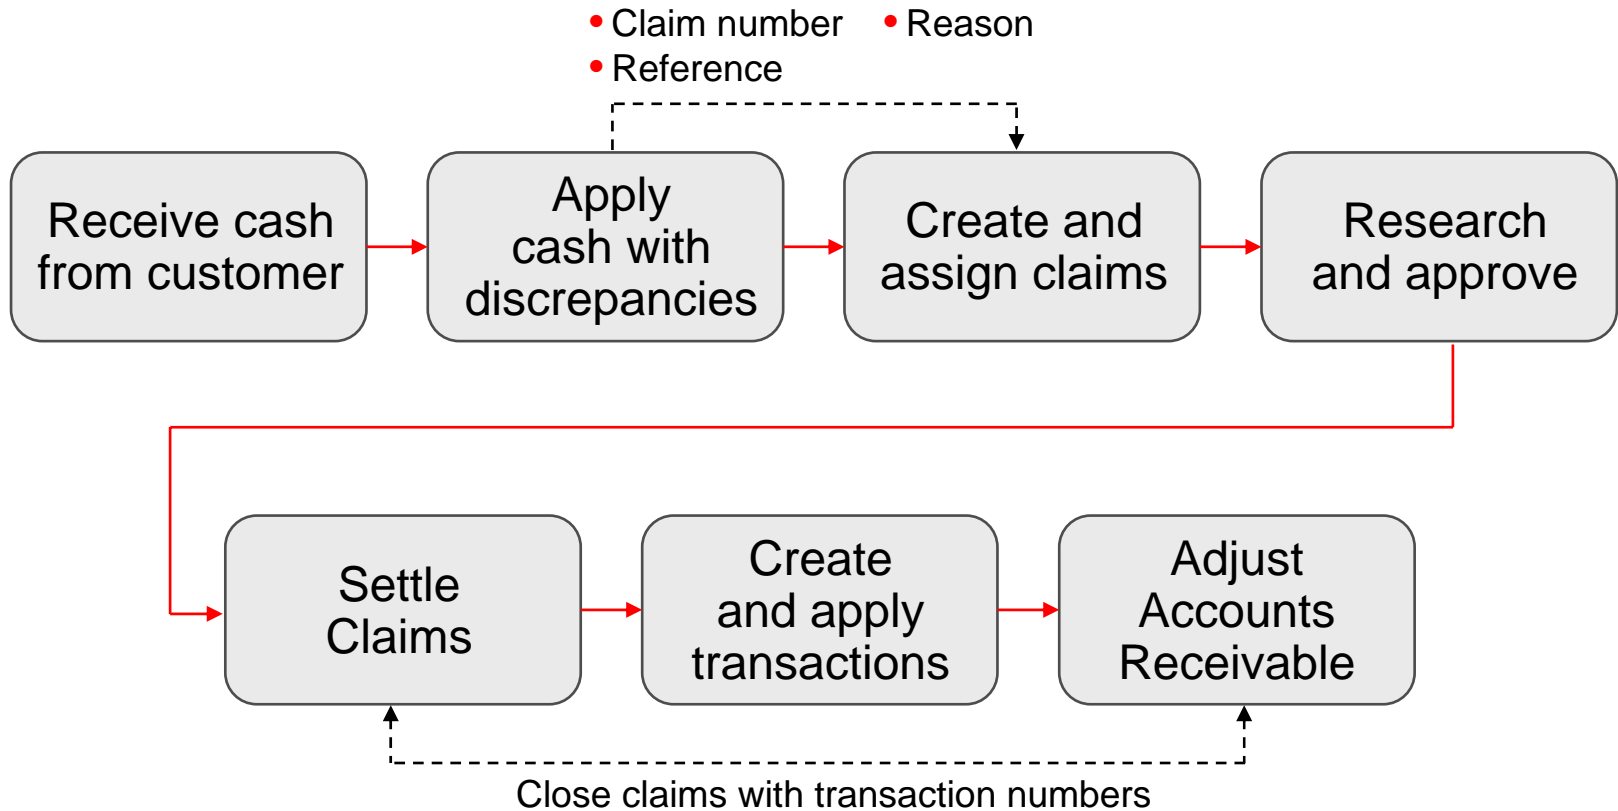 • Claim number • Reason
• Reference
Receive cash
from customer
Apply
cash with
discrepancies
Create and
assign claims
Research
and approve
Settle
Claims
Create
and apply
transactions
Adjust
Accounts
Receivable
Close claims with transaction numbers